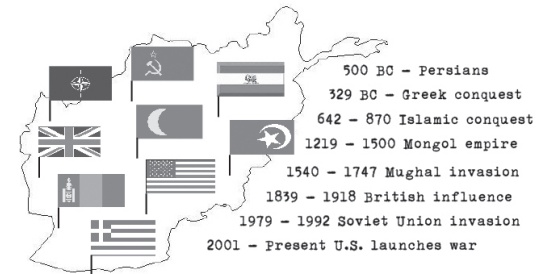 500 BC – Persians
329 BC – Greek conquest
642 – 870 Islamic conquest
1219 – 1500 Mongol empire
1540 – 1747 Mughal invasion
1839 – 1918 British influence
1979 – 1992 Soviet Union invasion
2001 – Present U.S. launches war